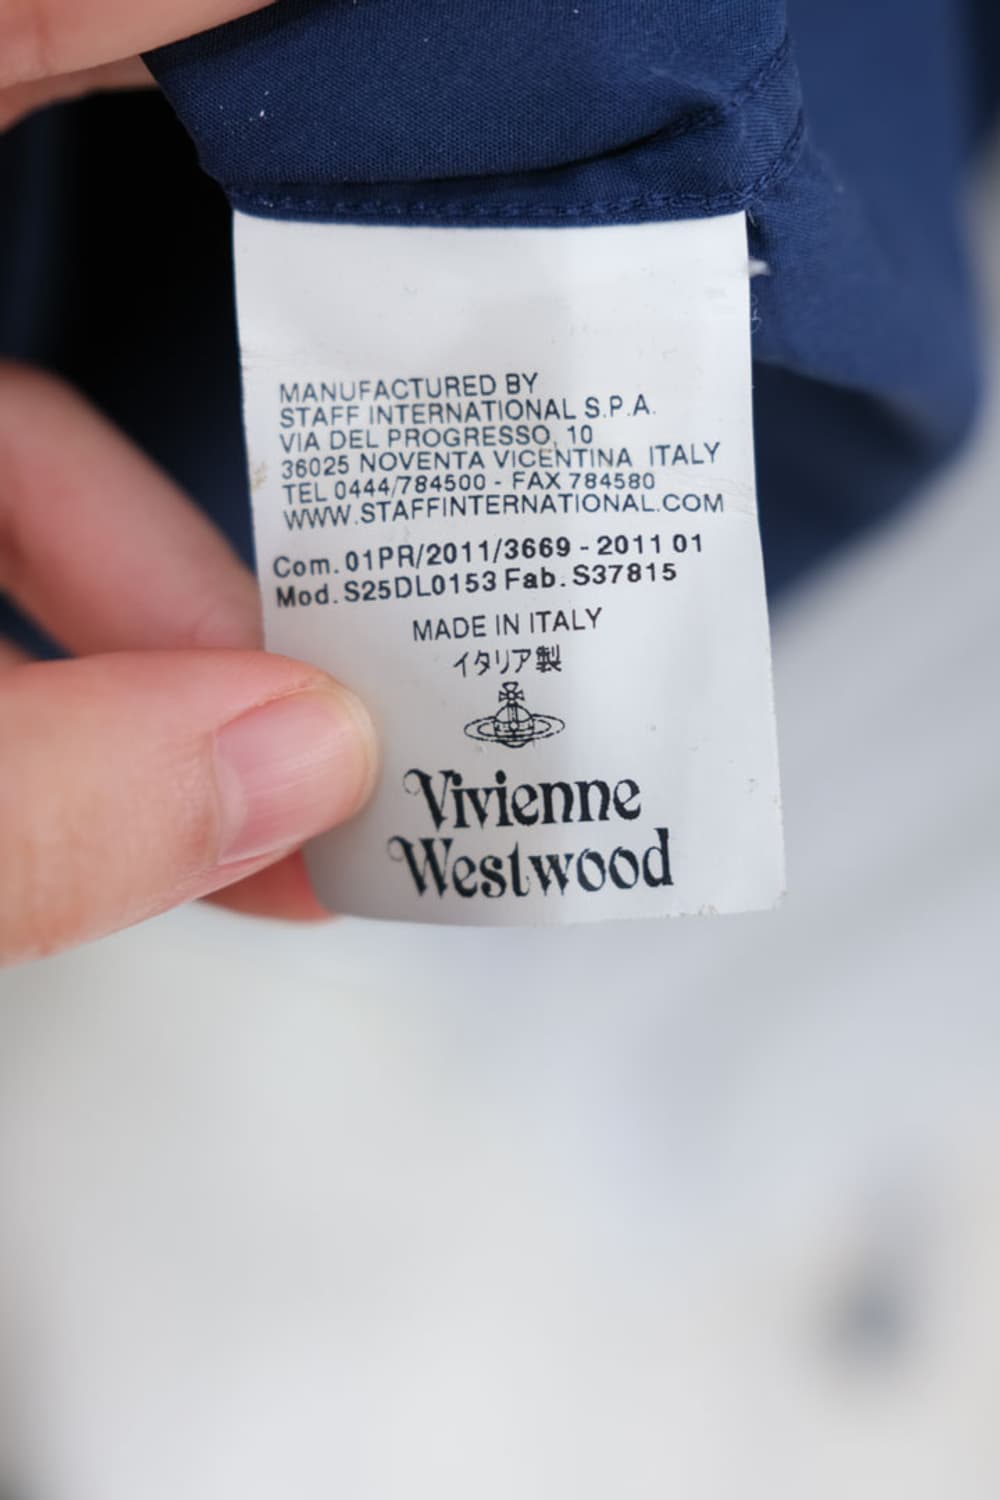 MANUFACTURED BY
STAFF INTERNATIONAL S.P.A.
VIA DEL PROGRESSO, 10
36025 NOVENTA VICENTINA ITALY
TEL 0444/784500 - FAX 784580
WWW.STAFFINTERNATIONAL.COM
Com. 01PR/2011/3669 - 2011 01
Mod. S25DL0153 Fab. S37815
MADE IN ITALY
イタリア製
Vivienne
Westwood